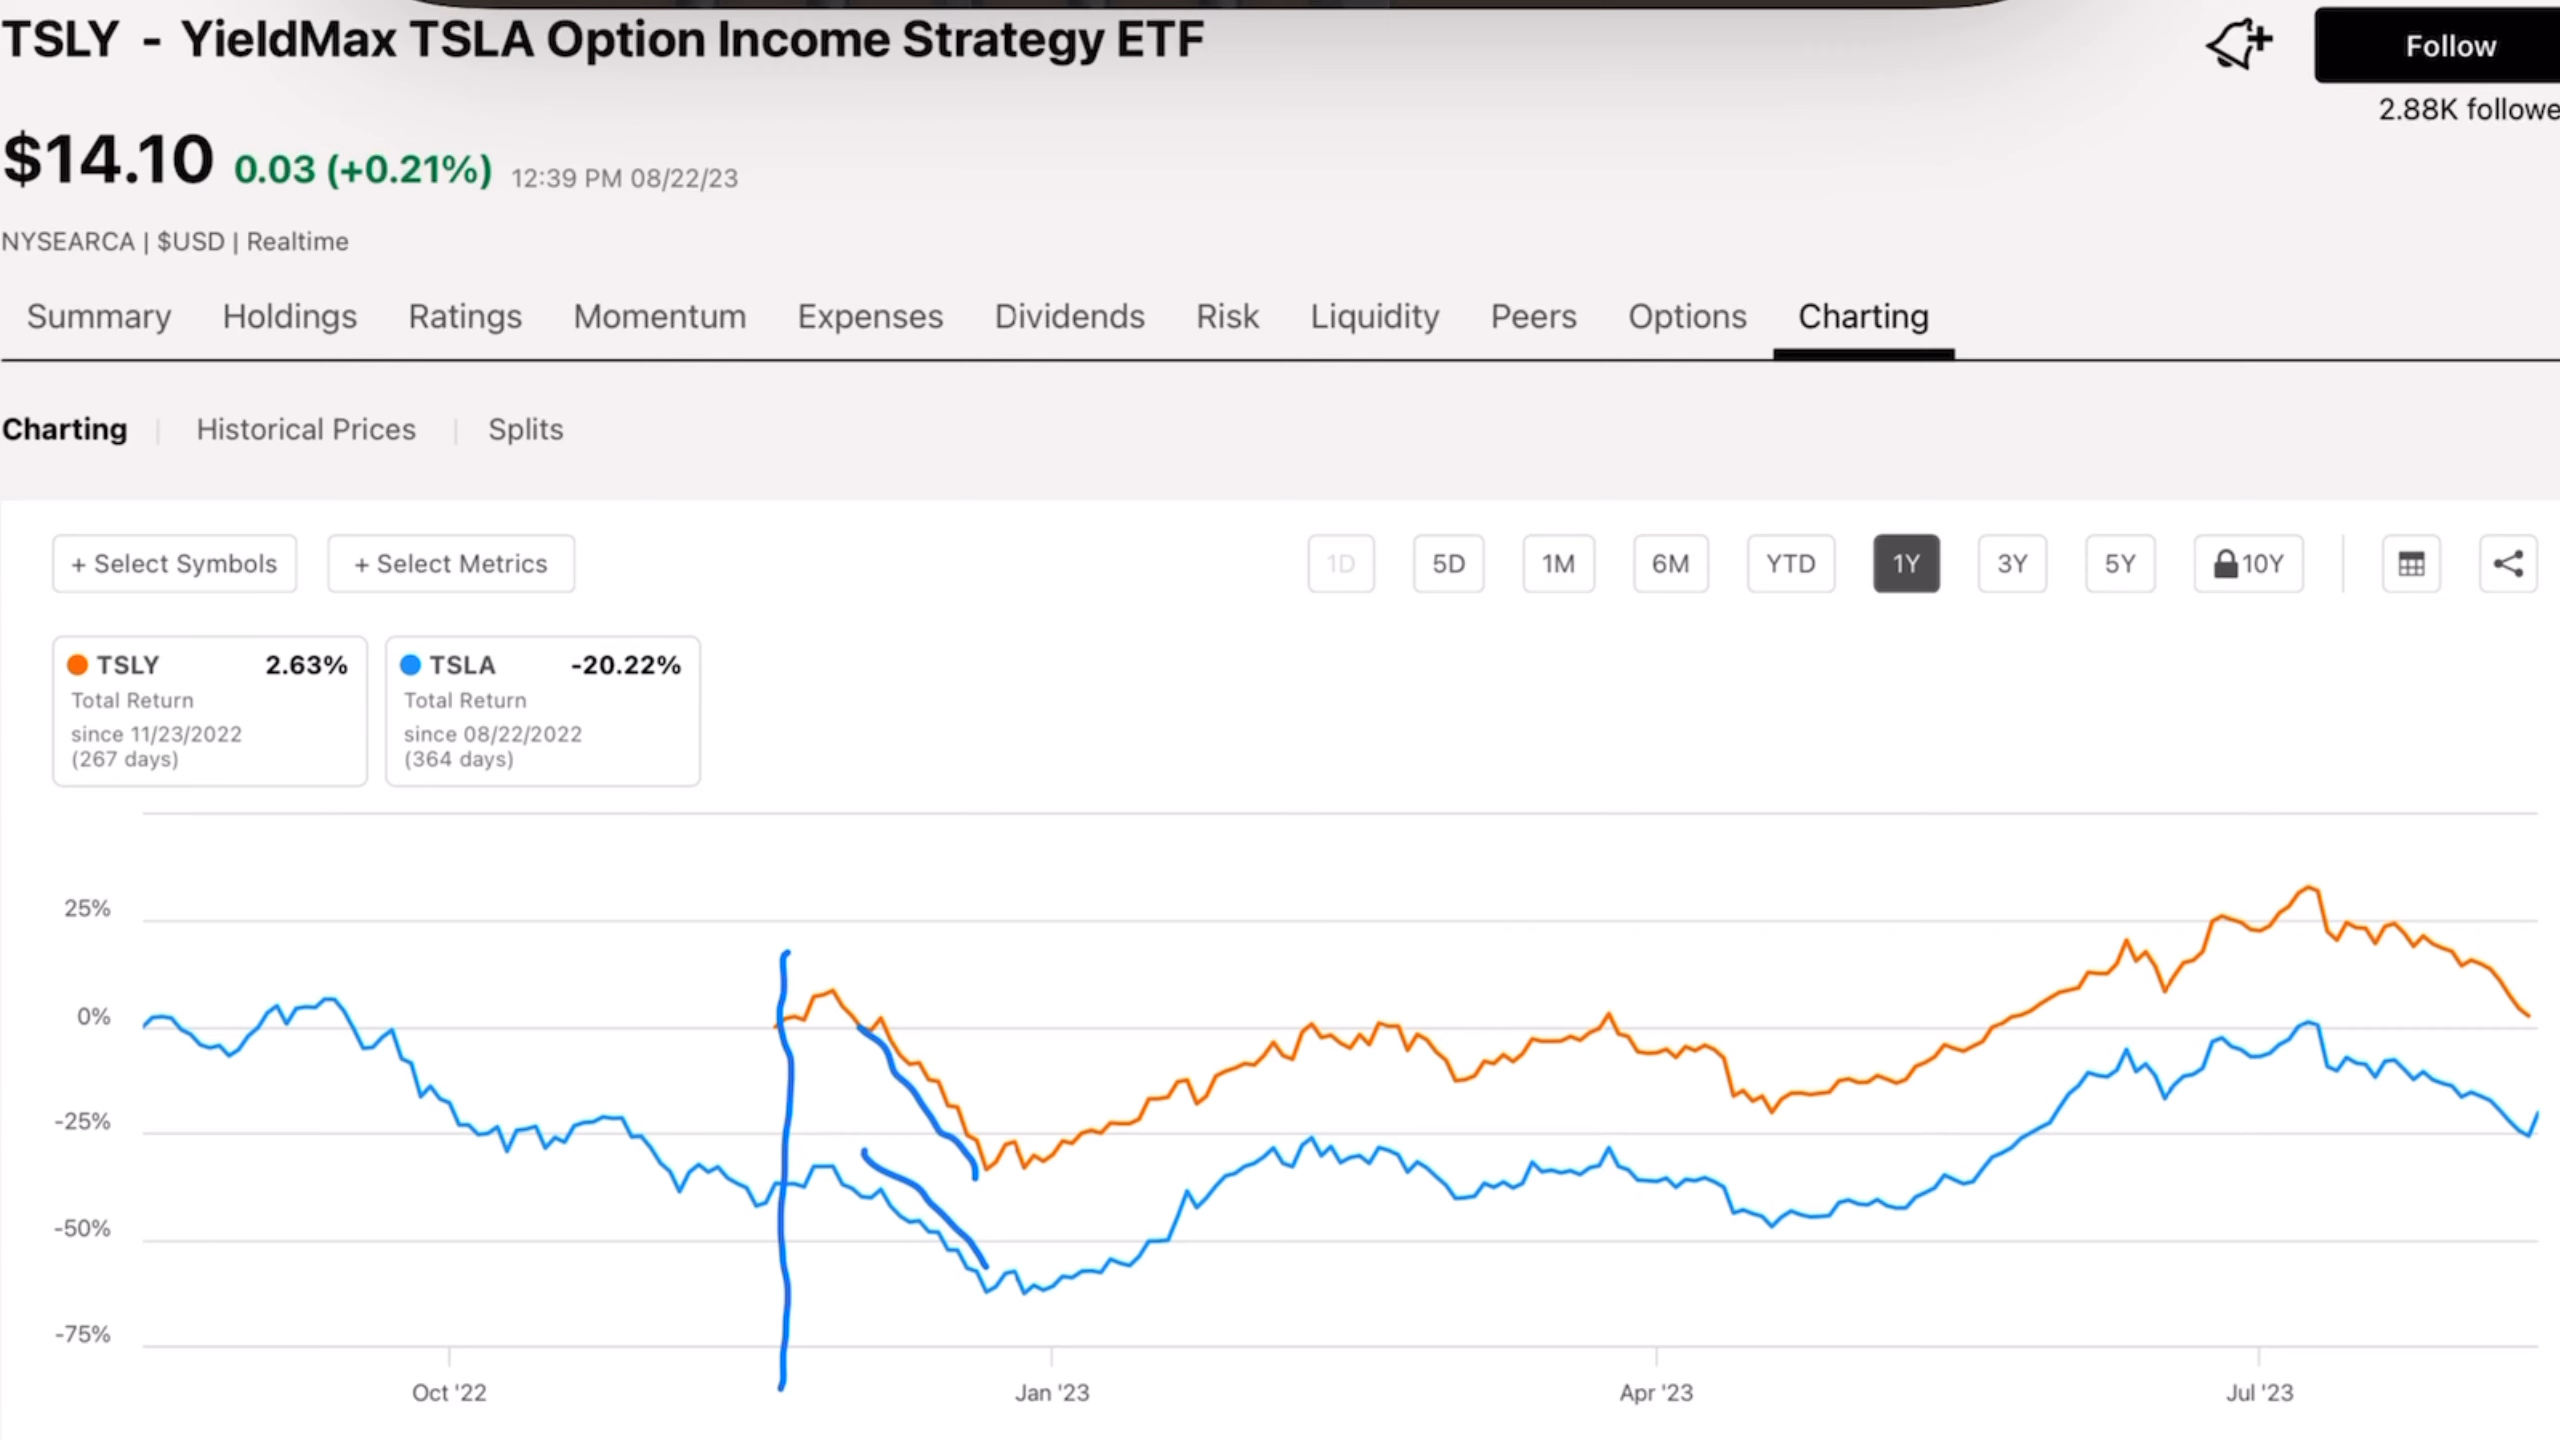 TSLY - YieldMax TSLA Option Income Strategy ETF
Follow
2.88K followe
$14.10 0.03 (+0.21%) 12:39 PM 08/22/23
NYSEARCA | $USD | Realtime
Summary Holdings Ratings Momentum Expenses Dividends Risk Liquidity Peers Options Charting
Charting | Historical Prices | Splits
+ Select Symbols + Select Metrics 1D 5D 1M 6M YTD 1Y 3Y 5Y 10Y
TSLY 2.63%
Total Return
since 11/23/2022
(267 days)
TSLA -20.22%
Total Return
since 08/22/2022
(364 days)
25%
0%
-25%
-50%
-75%
Oct '22 Jan '23 Apr '23 Jul '23